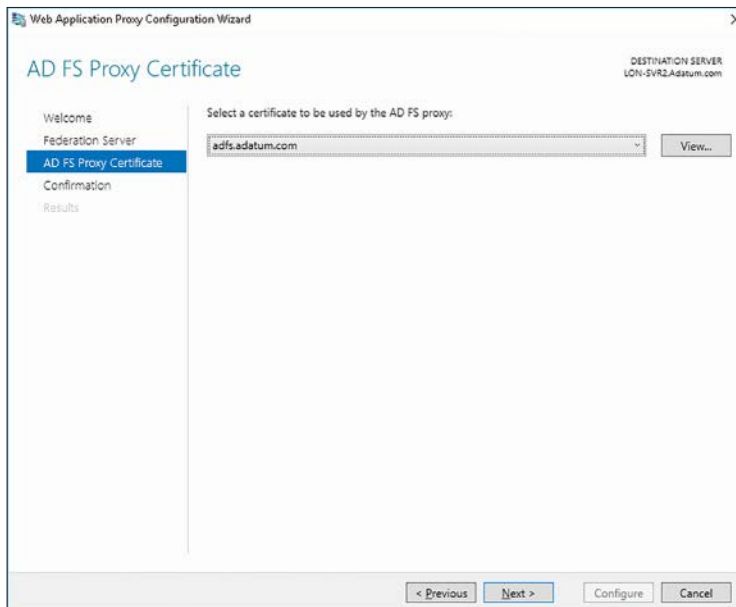 Web Application Proxy Configuration Wizard
AD FS Proxy Certificate
DESTINATION SERVER
LON-SVR2.Adatum.com
Welcome
Federation Server
AD FS Proxy Certificate
Confirmation
Results
Select a certificate to be used by the AD FS proxy:
adfs.adatum.com
View...
< Previous
Next >
Configure
Cancel